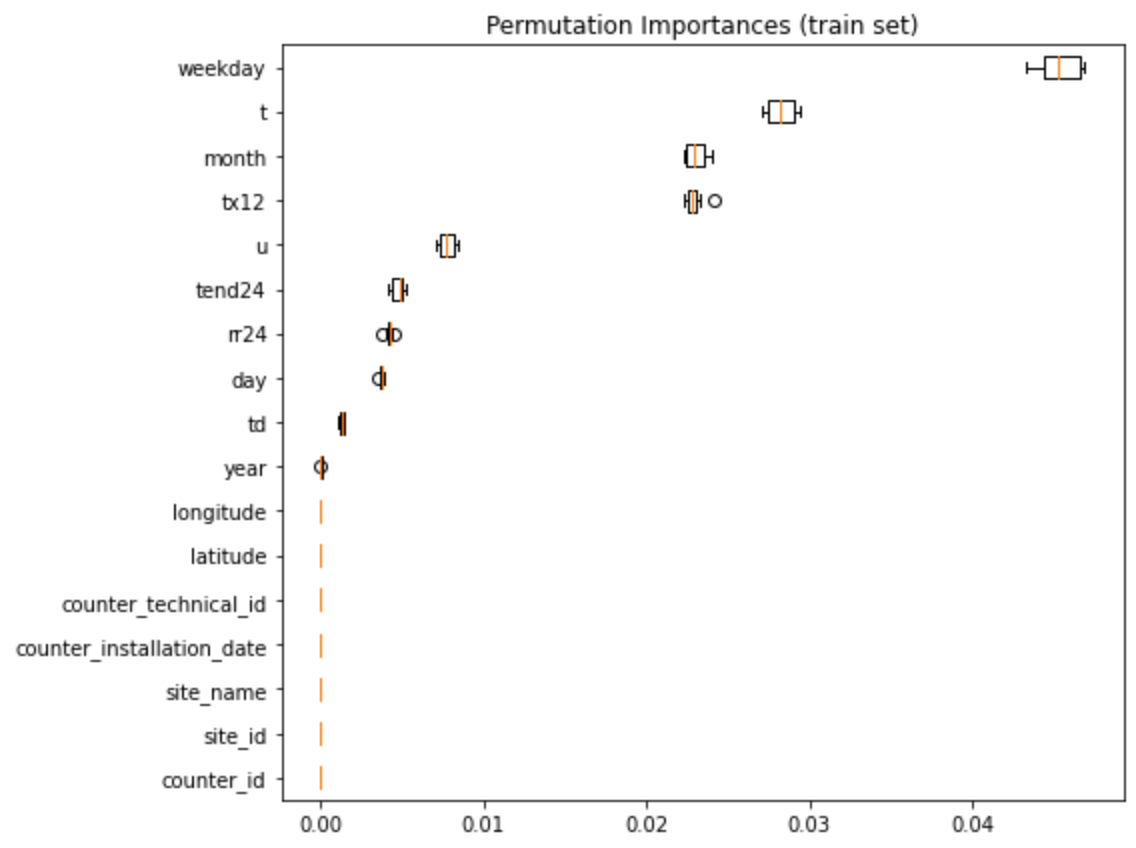 Permutation Importances (train set)
weekday
t
month
tx12
u
tend24
rr24
day
td
year
longitude
latitude
counter_technical_id
counter_installation_date
site_name
site_id
counter_id
0.00 0.01 0.02 0.03 0.04